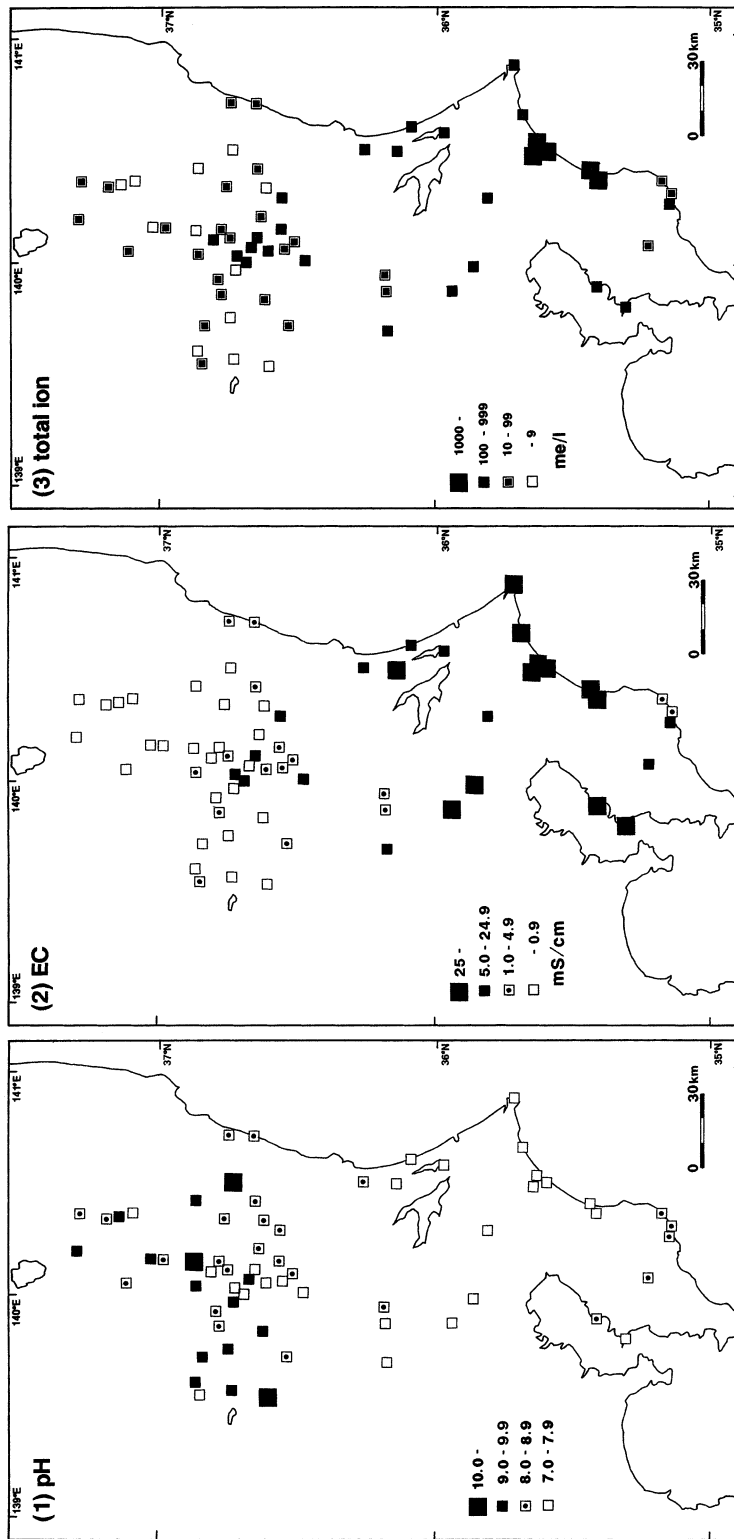 (1) pH
139°E
140°E
141°E
37°N
36°N
35°N
10.0 -
9.0 - 9.9
8.0 - 8.9
7.0 - 7.9
0 30km
(2) EC
139°E
140°E
141°E
37°N
36°N
35°N
25 -
5.0 - 24.9
1.0 - 4.9
- 0.9
mS/cm
0 30km
(3) total ion
139°E
140°E
141°E
37°N
36°N
35°N
1000 -
100 - 999
10 - 99
- 9
me/l
0 30km